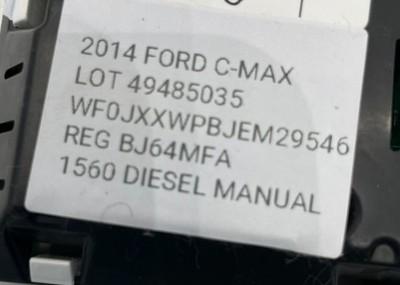 2014 FORD C-MAX
LOT 49485035
WF0JXXWPBJEM29546
REG BJ64MFA
1560 DIESEL MANUAL